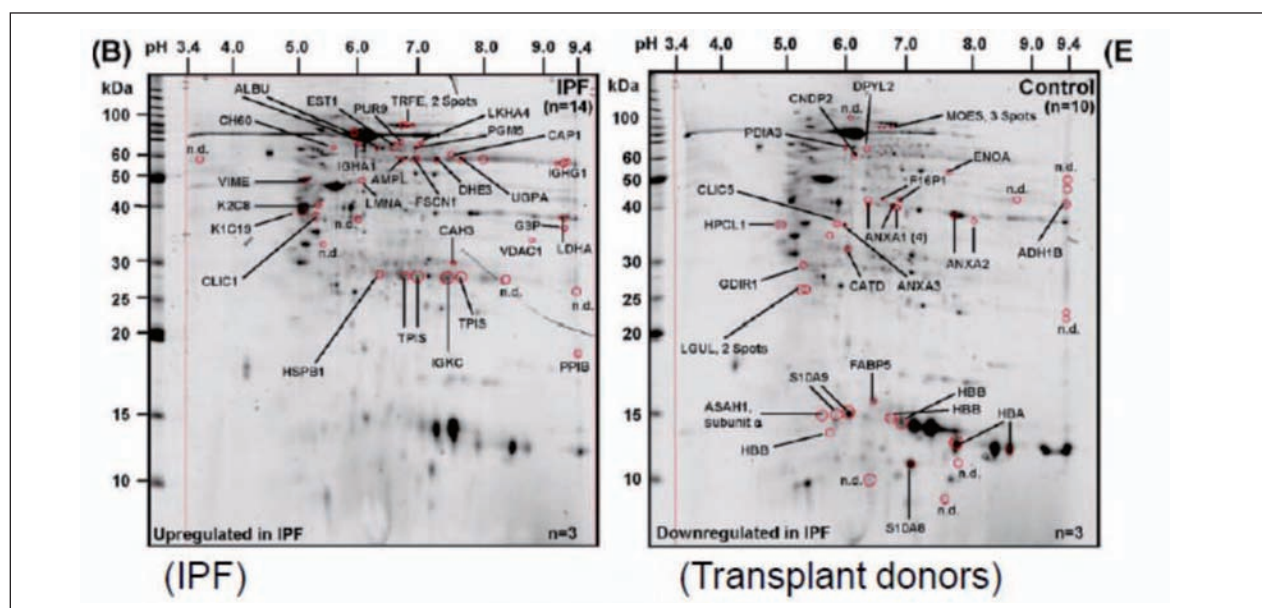 (B) pH 3.4 4.0 5.0 6.0 7.0 8.0 9.0 9.4
kDa
100
80
60
50
40
30
25
20
15
10
IPF
(n=14)
ALBU
EST1
PUR9
TRFE, 2 Spots
LKHA4
CH60
PGM5
CAP1
n.d.
IGHA1
IGHG1
VIME
AMPL
DHE3
UGPA
LMNA
FSCN1
K2C8
n.d.
G3P
K1C19
CAH3
LDHA
VDAC1
n.d.
CLIC1
n.d.
n.d.
TPIS
TPIS
HSPB1
IGKC
PPIB
Upregulated in IPF
n=3
(IPF)
pH 3.4 4.0 5.0 6.0 7.0 8.0 9.0 9.4 (E
kDa
100
80
60
50
40
30
25
20
15
10
Control
(n=10)
DPYL2
CNDP2
n.d.
MOES, 3 Spots
PDIA3
ENOA
CLIC5
F16P1
n.d.
HPCL1
ANXA1 (4)
ADH1B
ANXA2
GDIR1
CATD
ANXA3
n.d.
LGUL, 2 Spots
FABP5
S10A9
HBB
ASAH1,
subunit α
HBB
HBA
HBB
n.d.
n.d.
n.d.
S10A8
Downregulated in IPF
n=3
(Transplant donors)